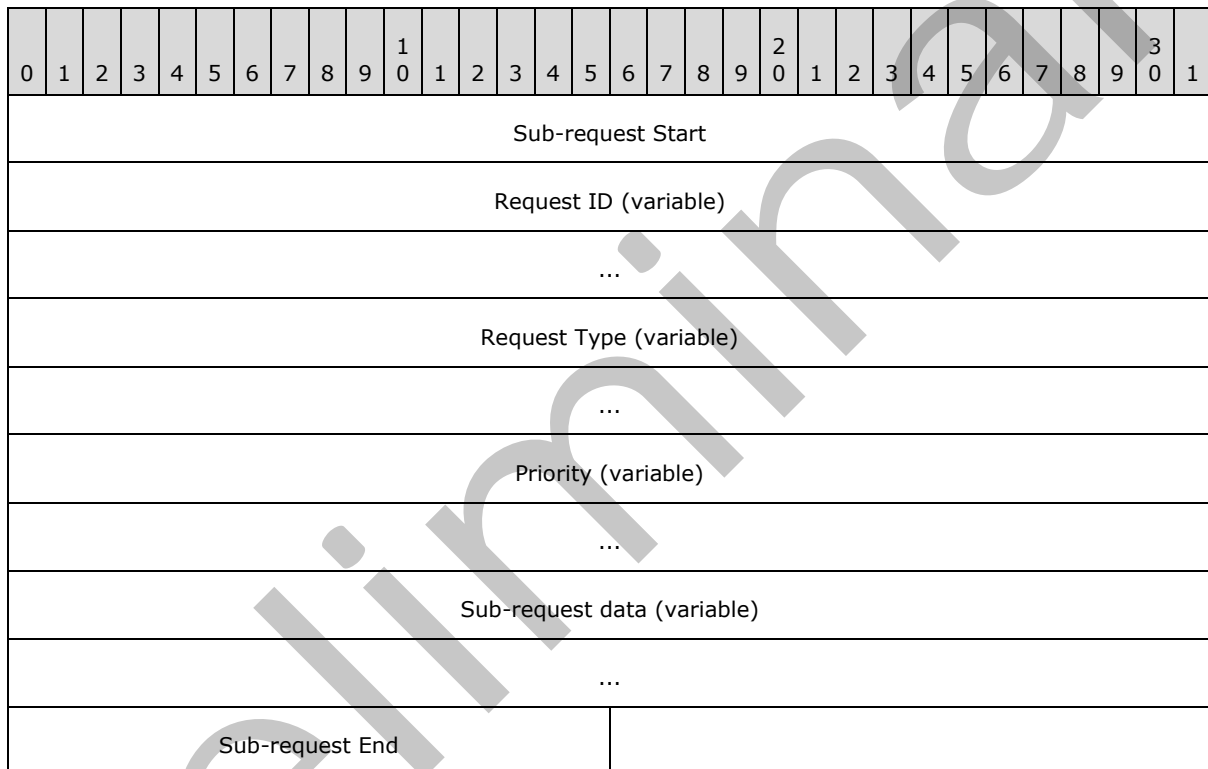 1 2 3
0 1 2 3 4 5 6 7 8 9 0 1 2 3 4 5 6 7 8 9 0 1 2 3 4 5 6 7 8 9 0 1
Sub-request Start
Request ID (variable)
...
Request Type (variable)
...
Priority (variable)
...
Sub-request data (variable)
...
Sub-request End
elimina